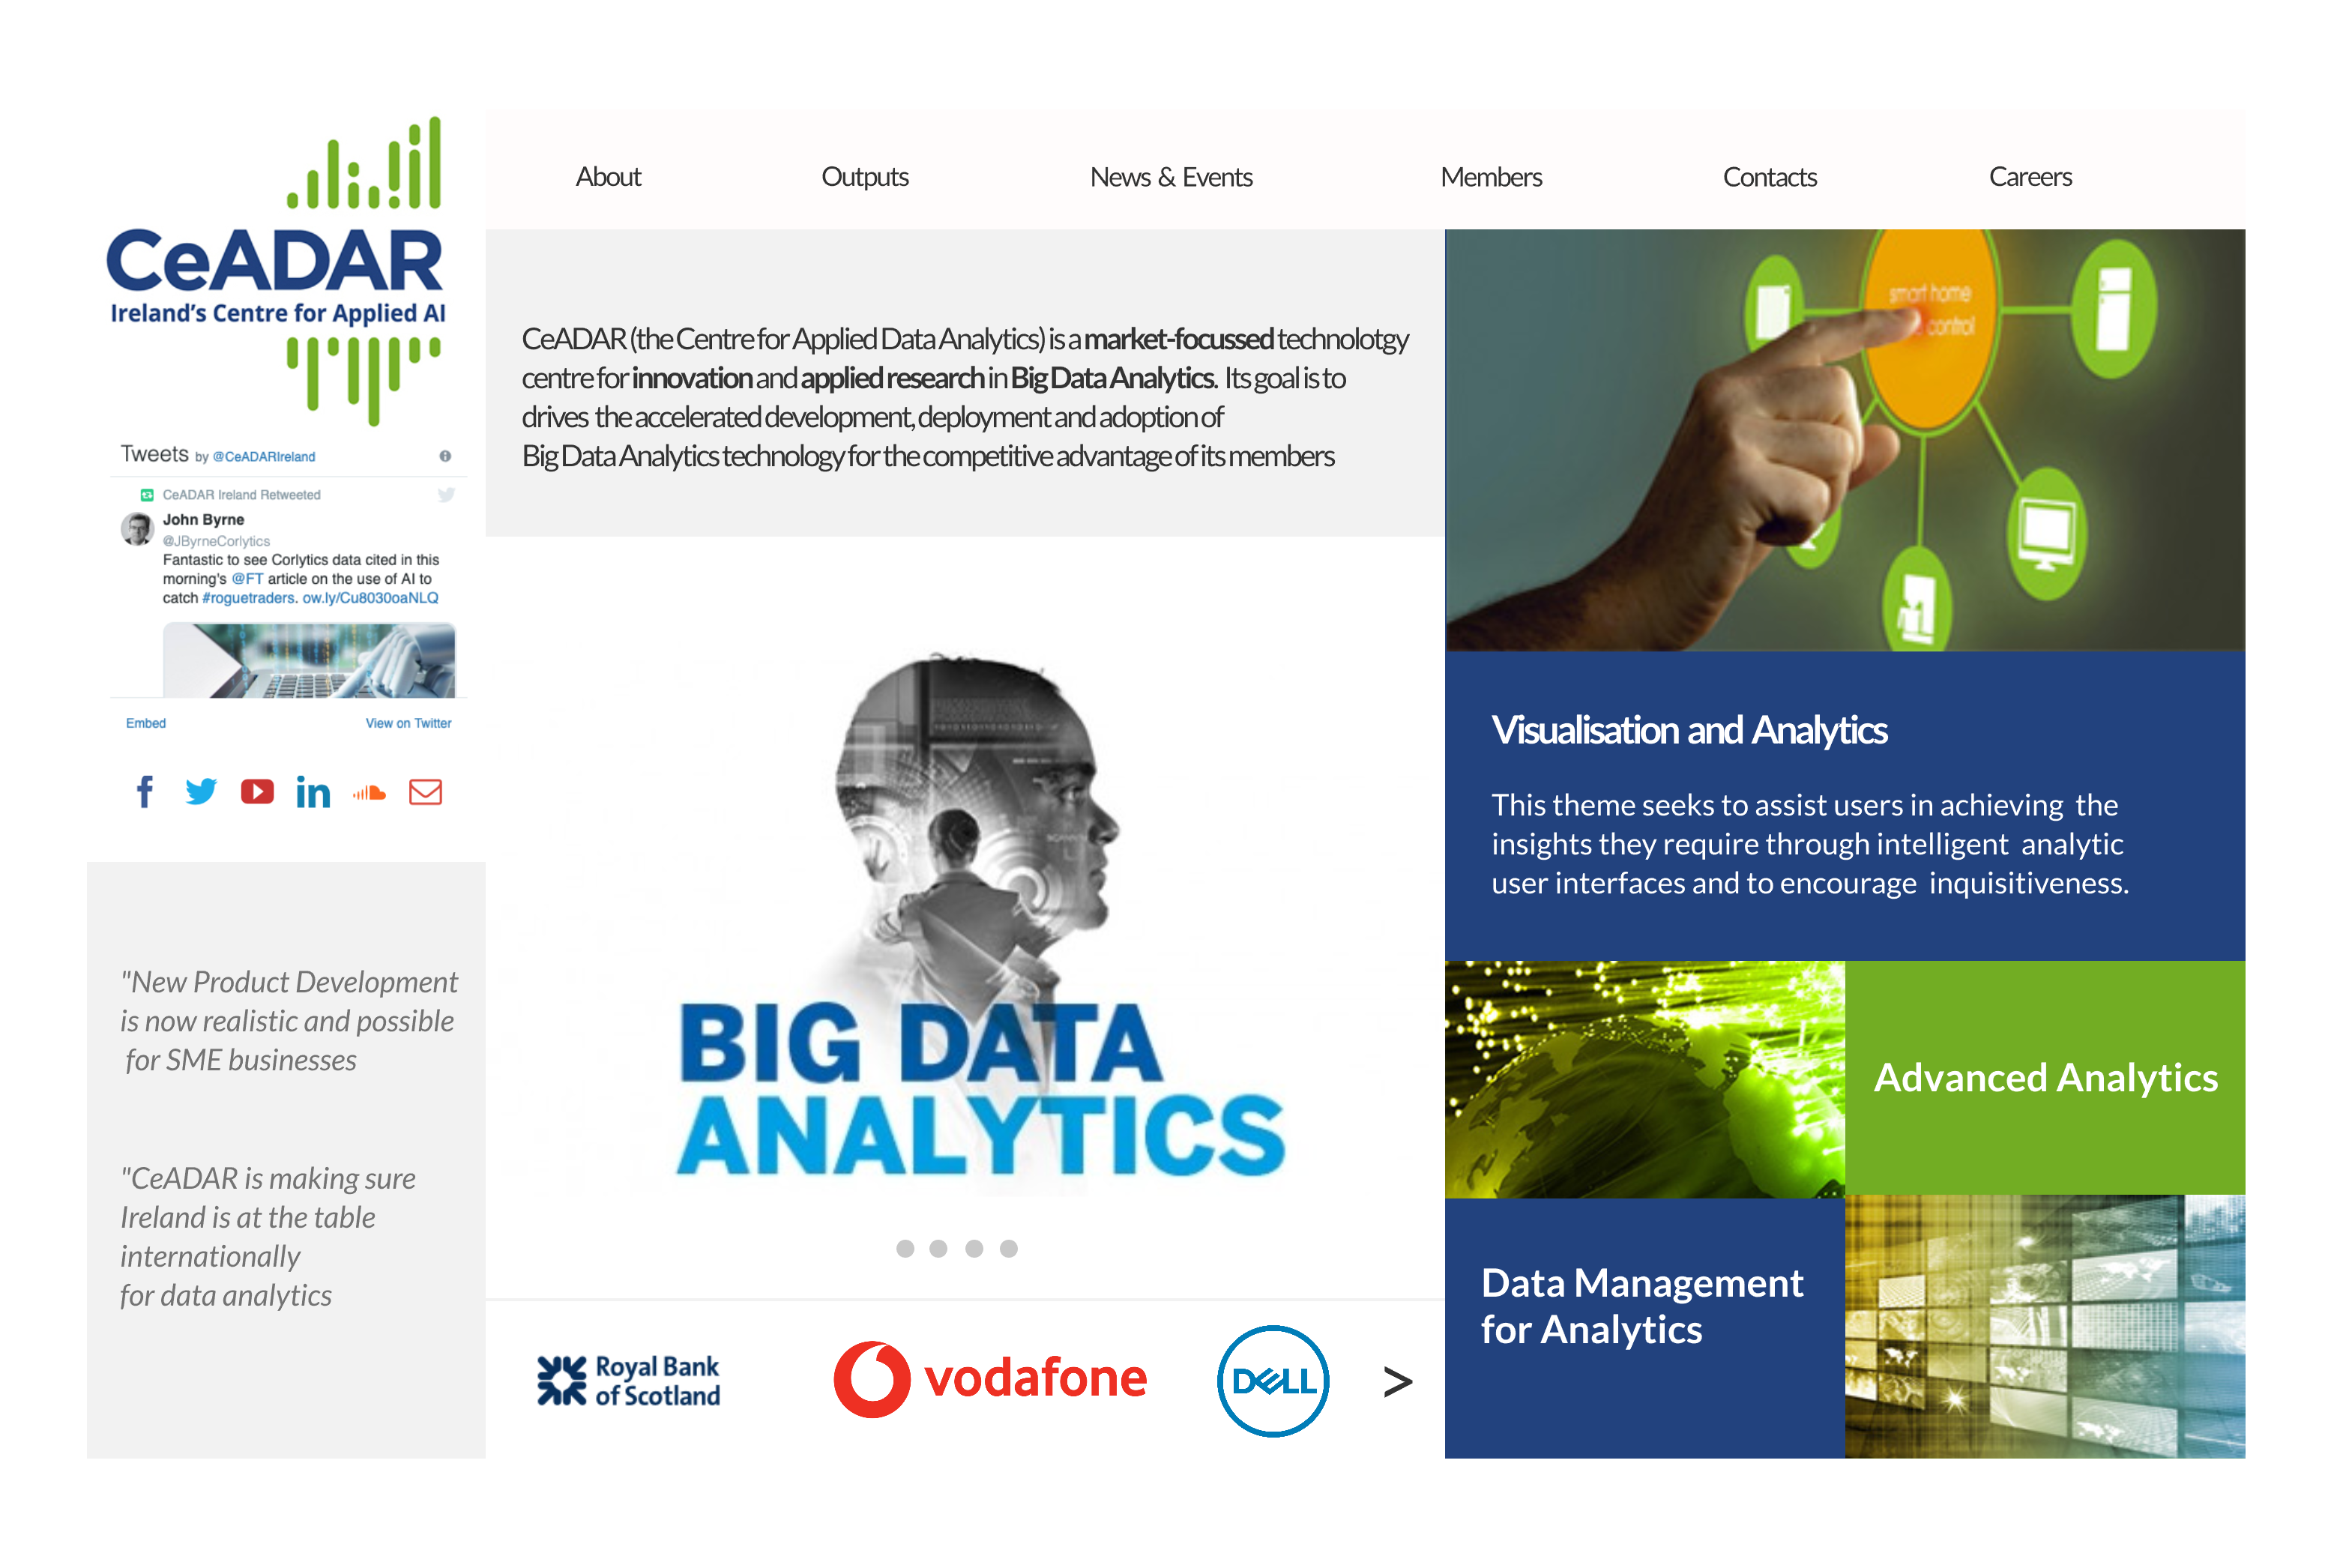 CeADAR
Ireland's Centre for Applied AI
Tweets by @CeADARIreland
CeADAR Ireland Retweeted
John Byrne
@JByrneCorlytics
Fantastic to see Corlytics data cited in this
morning's @FT article on the use of AI to
catch #roguetraders. ow.ly/Cu8030oaNLQ
Embed
View on Twitter
"New Product Development
is now realistic and possible
for SME businesses
"CeADAR is making sure
Ireland is at the table
internationally
for data analytics
About
Outputs
News & Events
Members
Contacts
Careers
CeADAR (the Centre for Applied Data Analytics) is a market-focussed technolotgy
centre for innovation and applied research in Big Data Analytics. Its goal is to
drives the accelerated development, deployment and adoption of
Big Data Analytics technology for the competitive advantage of its members
BIG DATA
ANALYTICS
Royal Bank
of Scotland
vodafone
DELL
>
smart home
control
Visualisation and Analytics
This theme seeks to assist users in achieving the
insights they require through intelligent analytic
user interfaces and to encourage inquisitiveness.
Advanced Analytics
Data Management
for Analytics